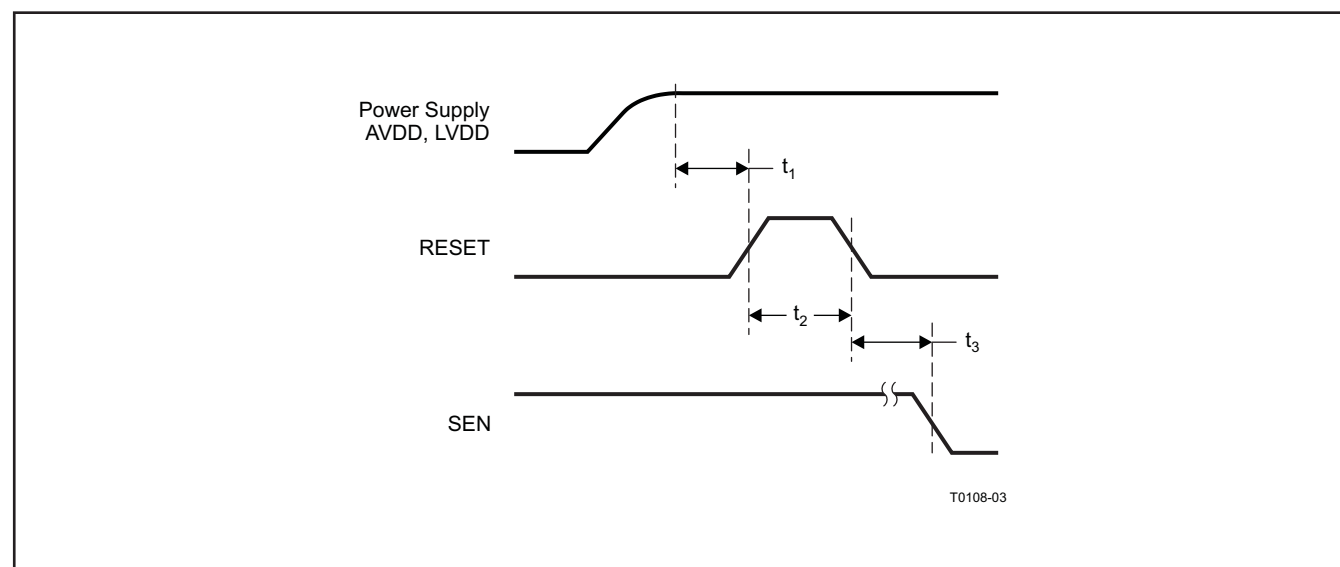 Power Supply
AVDD, LVDD
t1
RESET
t2
t3
SEN
T0108-03